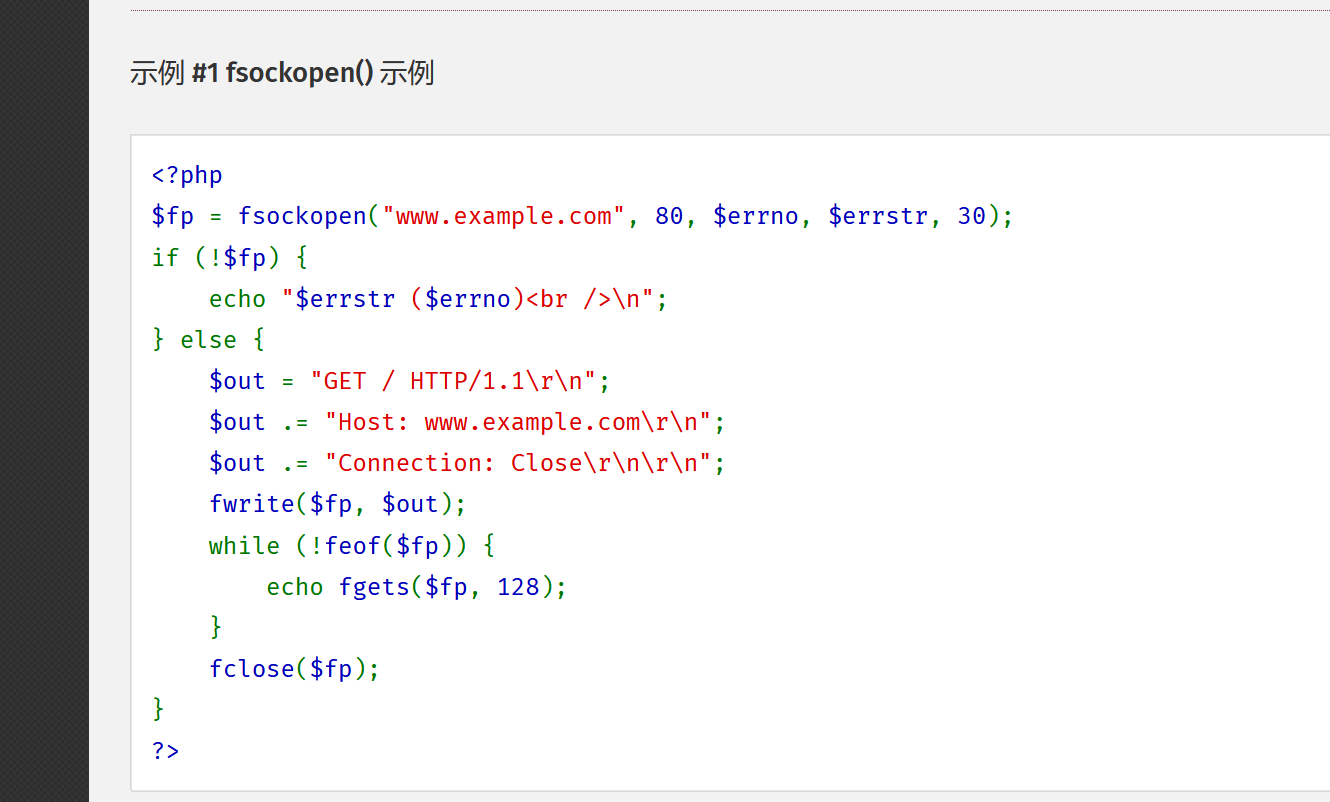 示例 #1 fsockopen() 示例
<?php
$fp = fsockopen("www.example.com", 80, $errno, $errstr, 30);
if (!$fp) {
    echo "$errstr ($errno)<br />\n";
} else {
    $out = "GET / HTTP/1.1\r\n";
    $out .= "Host: www.example.com\r\n";
    $out .= "Connection: Close\r\n\r\n";
    fwrite($fp, $out);
    while (!feof($fp)) {
        echo fgets($fp, 128);
    }
    fclose($fp);
}
?>